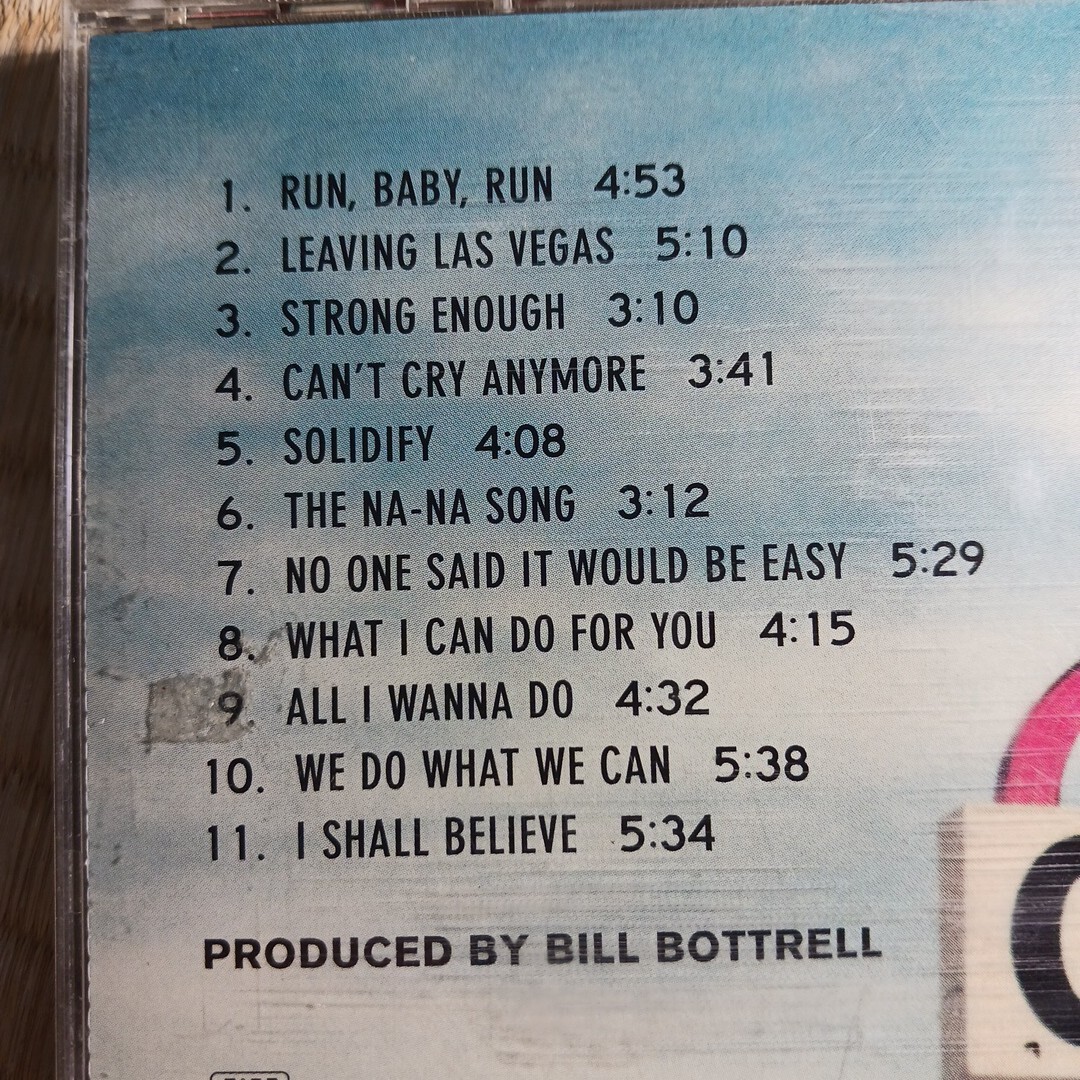 1. RUN, BABY, RUN 4:53
2. LEAVING LAS VEGAS 5:10
3. STRONG ENOUGH 3:10
4. CAN'T CRY ANYMORE 3:41
5. SOLIDIFY 4:08
6. THE NA-NA SONG 3:12
7. NO ONE SAID IT WOULD BE EASY 5:29
8. WHAT I CAN DO FOR YOU 4:15
9. ALL I WANNA DO 4:32
10. WE DO WHAT WE CAN 5:38
11. I SHALL BELIEVE 5:34
PRODUCED BY BILL BOTTRELL